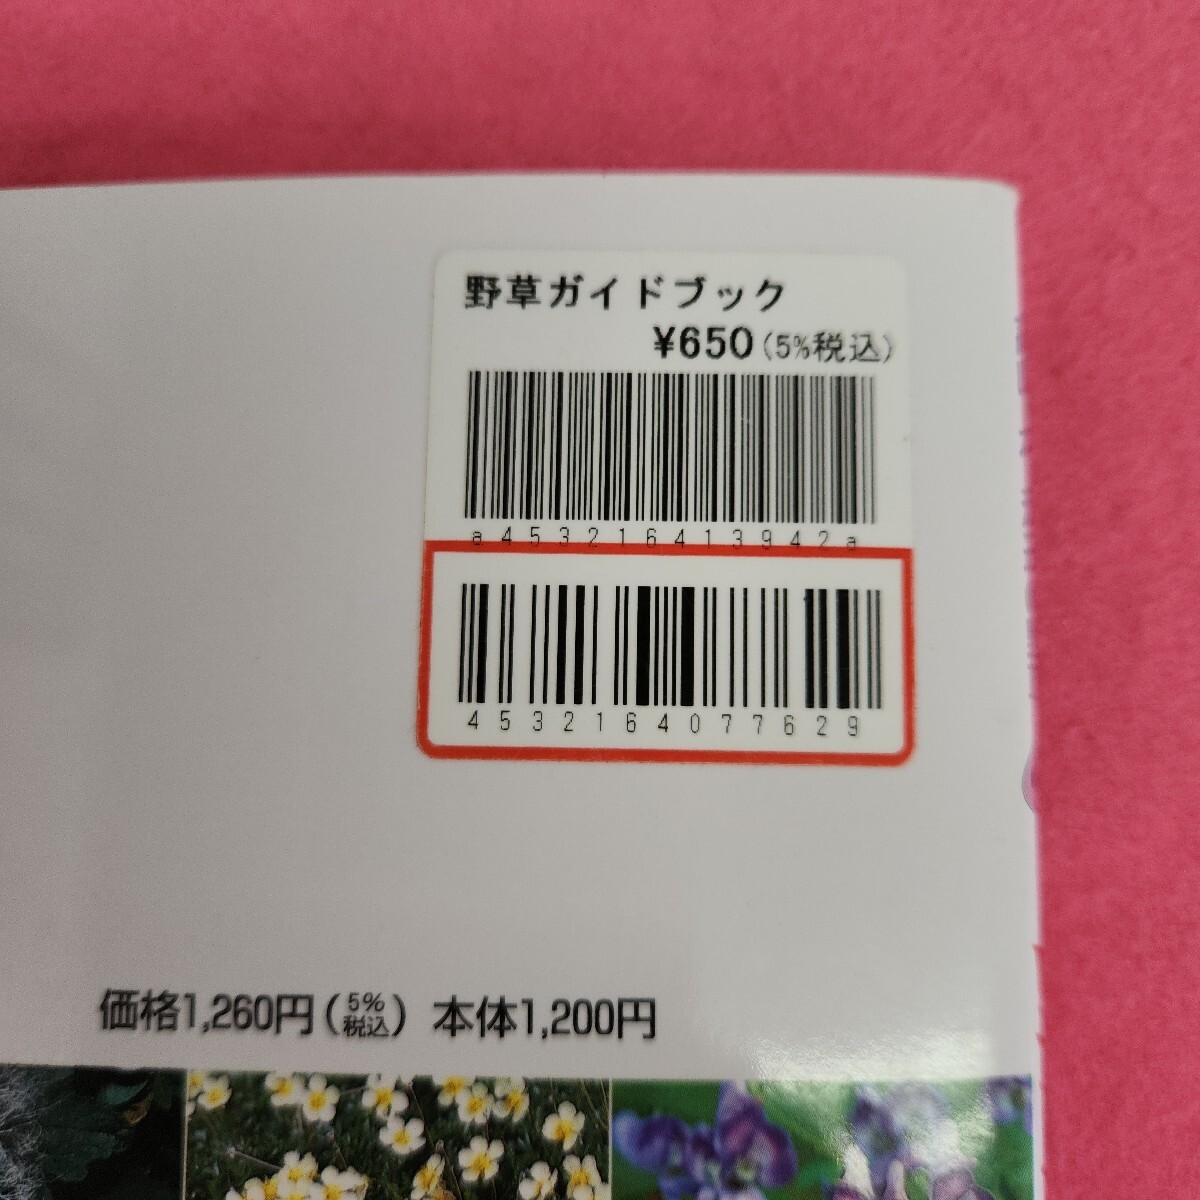 野草ガイドブック
¥650(5%税込)
a453216413942a
4532164077629
価格1,260円(5%税込) 本体1,200円